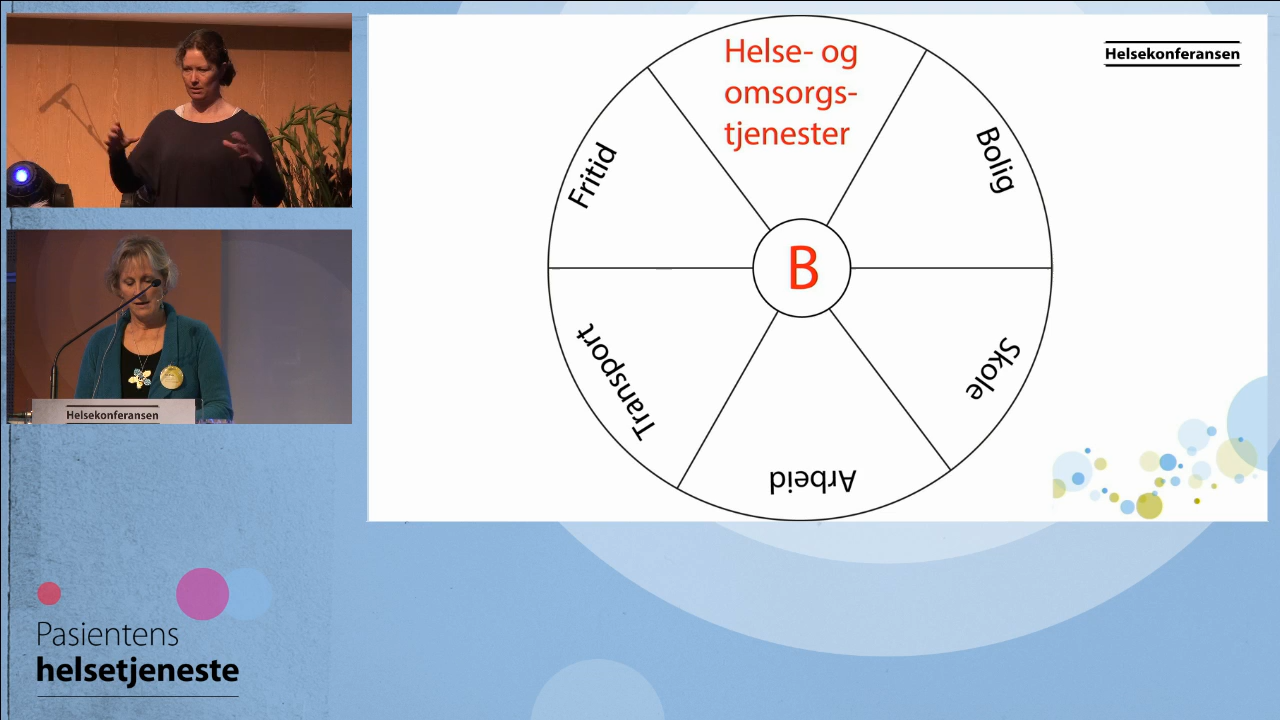 Helse- og
omsorgs-
tjenester
Helsekonferansen
Fritid
Bolig
B
Transport
Skole
Arbeid
Helsekonferansen
Pasientens
helsetjeneste